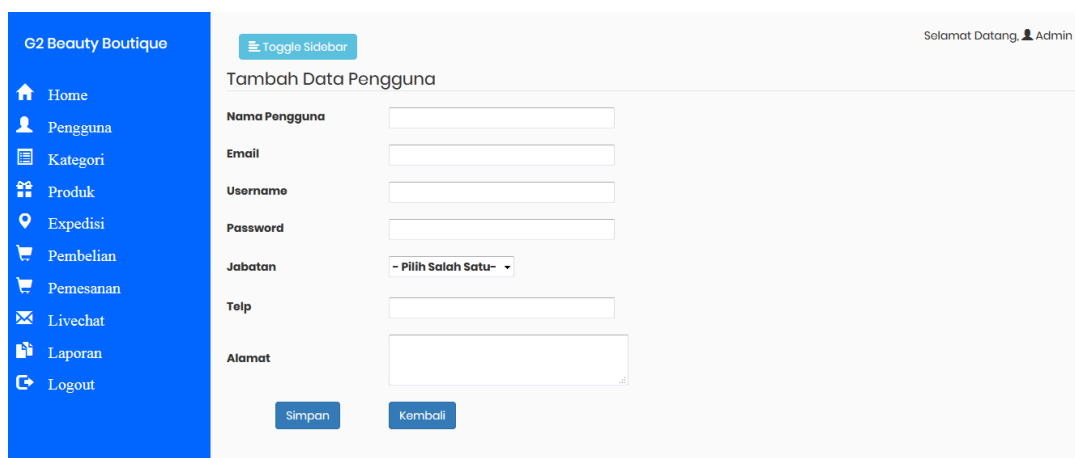 G2 Beauty Boutique
Home
Pengguna
Kategori
Produk
Expedisi
Pembelian
Pemesanan
Livechat
Laporan
Logout
Toggle Sidebar
Selamat Datang, Admin
Tambah Data Pengguna
Nama Pengguna
Email
Username
Password
Jabatan
- Pilih Salah Satu-
Telp
Alamat
Simpan
Kembali